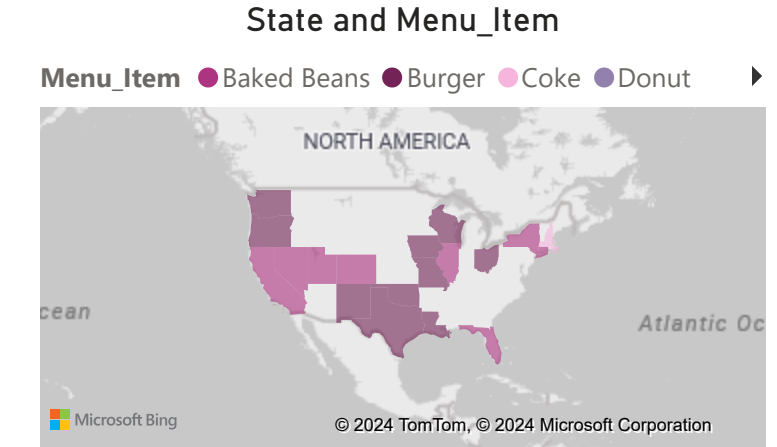 State and Menu_Item
Menu_Item Baked Beans Burger Coke Donut
NORTH AMERICA
cean
Atlantic Oc
Microsoft Bing
© 2024 TomTom, © 2024 Microsoft Corporation